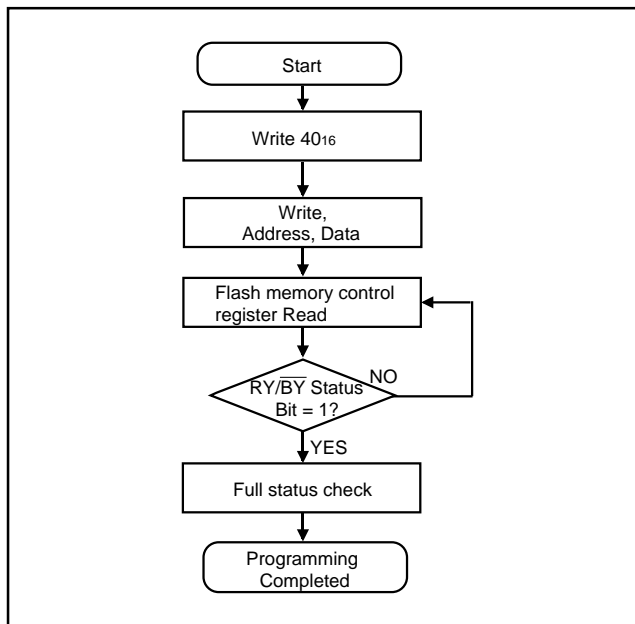 Start
Write 40₁₆
Write,
Address, Data
Flash memory control
register Read
RY/B̅Y̅ Status
Bit = 1?
NO
YES
Full status check
Programming
Completed